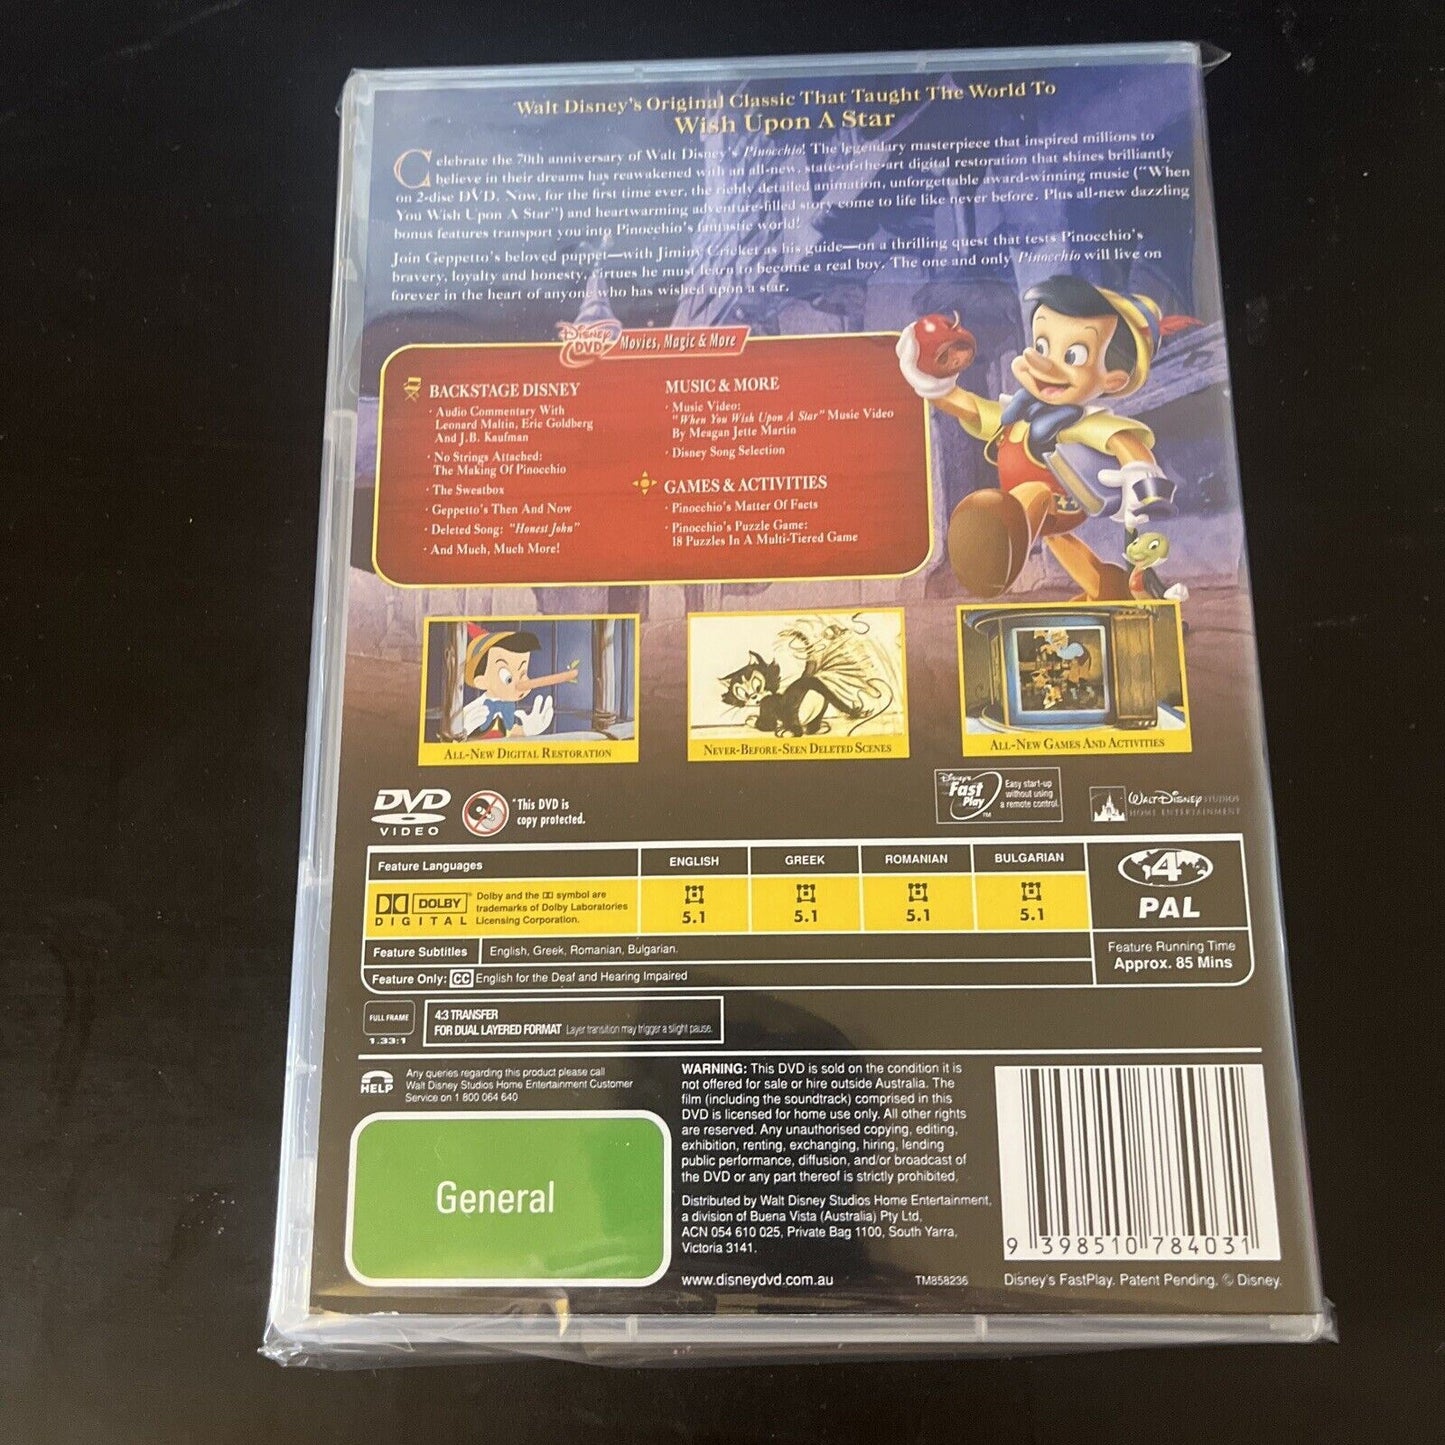 Walt Disney's Original Classic That Taught The World To
Wish Upon A Star
Celebrate the 70th anniversary of Walt Disney's Pinocchio! The legendary masterpiece that inspired millions to
believe in their dreams has reawakened with an all-new, state-of-the-art digital restoration that shines brilliantly
on 2-disc DVD. Now, for the first time ever, the richly detailed animation, unforgettable award-winning music ("When
You Wish Upon A Star") and heartwarming adventure-filled story come to life like never before. Plus all-new dazzling
bonus features transport you into Pinocchio's fantastic world!
Join Geppetto's beloved puppet—with Jiminy Cricket as his guide—on a thrilling quest that tests Pinocchio's
bravery, loyalty and honesty, virtues he must learn to become a real boy. The one and only Pinocchio will live on
forever in the heart of anyone who has wished upon a star.
Disney DVD Movies, Magic & More
BACKSTAGE DISNEY
· Audio Commentary With
Leonard Maltin, Eric Goldberg
And J.B. Kaufman
· No Strings Attached:
The Making Of Pinocchio
· The Sweatbox
· Geppetto's Then And Now
· Deleted Song: "Honest John"
· And Much, Much More!
MUSIC & MORE
· Music Video:
"When You Wish Upon A Star" Music Video
By Meagan Jette Martin
· Disney Song Selection
GAMES & ACTIVITIES
· Pinocchio's Matter Of Facts
· Pinocchio's Puzzle Game:
18 Puzzles In A Multi-Tiered Game
All-New Digital Restoration
Never-Before-Seen Deleted Scenes
All-New Games And Activities
DVD VIDEO
*This DVD is
copy protected.
Disney's Fast Play TM
Easy start-up
without using
a remote control.
Walt Disney Studios
Home Entertainment
Feature Languages ENGLISH GREEK ROMANIAN BULGARIAN
DOLBY DIGITAL
Dolby and the DD symbol are
trademarks of Dolby Laboratories
Licensing Corporation.
5.1 5.1 5.1 5.1
4
PAL
Feature Subtitles English, Greek, Romanian, Bulgarian.
Feature Only: CC English for the Deaf and Hearing Impaired
Feature Running Time
Approx. 85 Mins
FULL FRAME
1.33:1
4:3 TRANSFER
FOR DUAL LAYERED FORMAT Layer transition may trigger a slight pause.
HELP
Any queries regarding this product please call
Walt Disney Studios Home Entertainment Customer
Service on 1 800 064 640
General
WARNING: This DVD is sold on the condition it is
not offered for sale or hire outside Australia. The
film (including the soundtrack) comprised in this
DVD is licensed for home use only. All other rights
are reserved. Any unauthorised copying, editing,
exhibition, renting, exchanging, hiring, lending
public performance, diffusion, and/or broadcast of
the DVD or any part thereof is strictly prohibited.
Distributed by Walt Disney Studios Home Entertainment,
a division of Buena Vista (Australia) Pty Ltd,
ACN 054 610 025, Private Bag 1100, South Yarra,
Victoria 3141.
www.disneydvd.com.au TM858236
9 398510 784031
Disney's FastPlay. Patent Pending. © Disney.